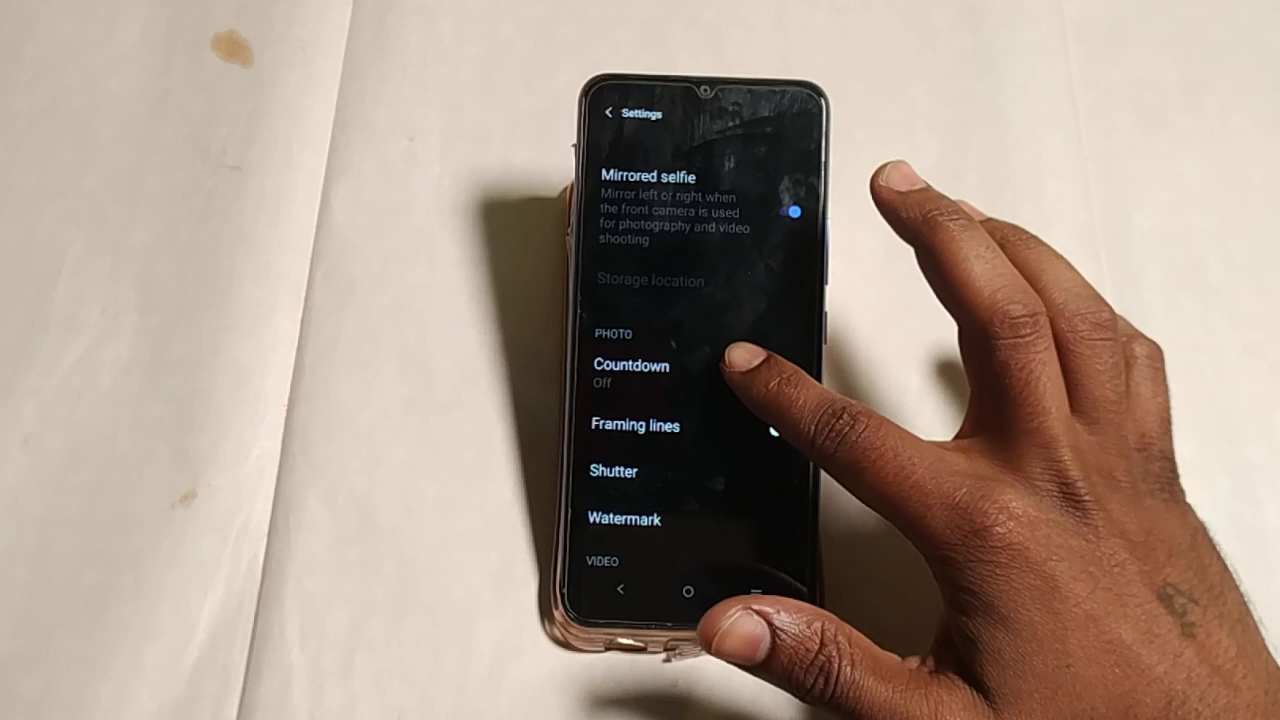 Settings
Mirrored selfie
Mirror left or right when
the front camera is used
for photography and video
shooting
Storage location
PHOTO
Countdown
Off
Framing lines
Shutter
Watermark
VIDEO